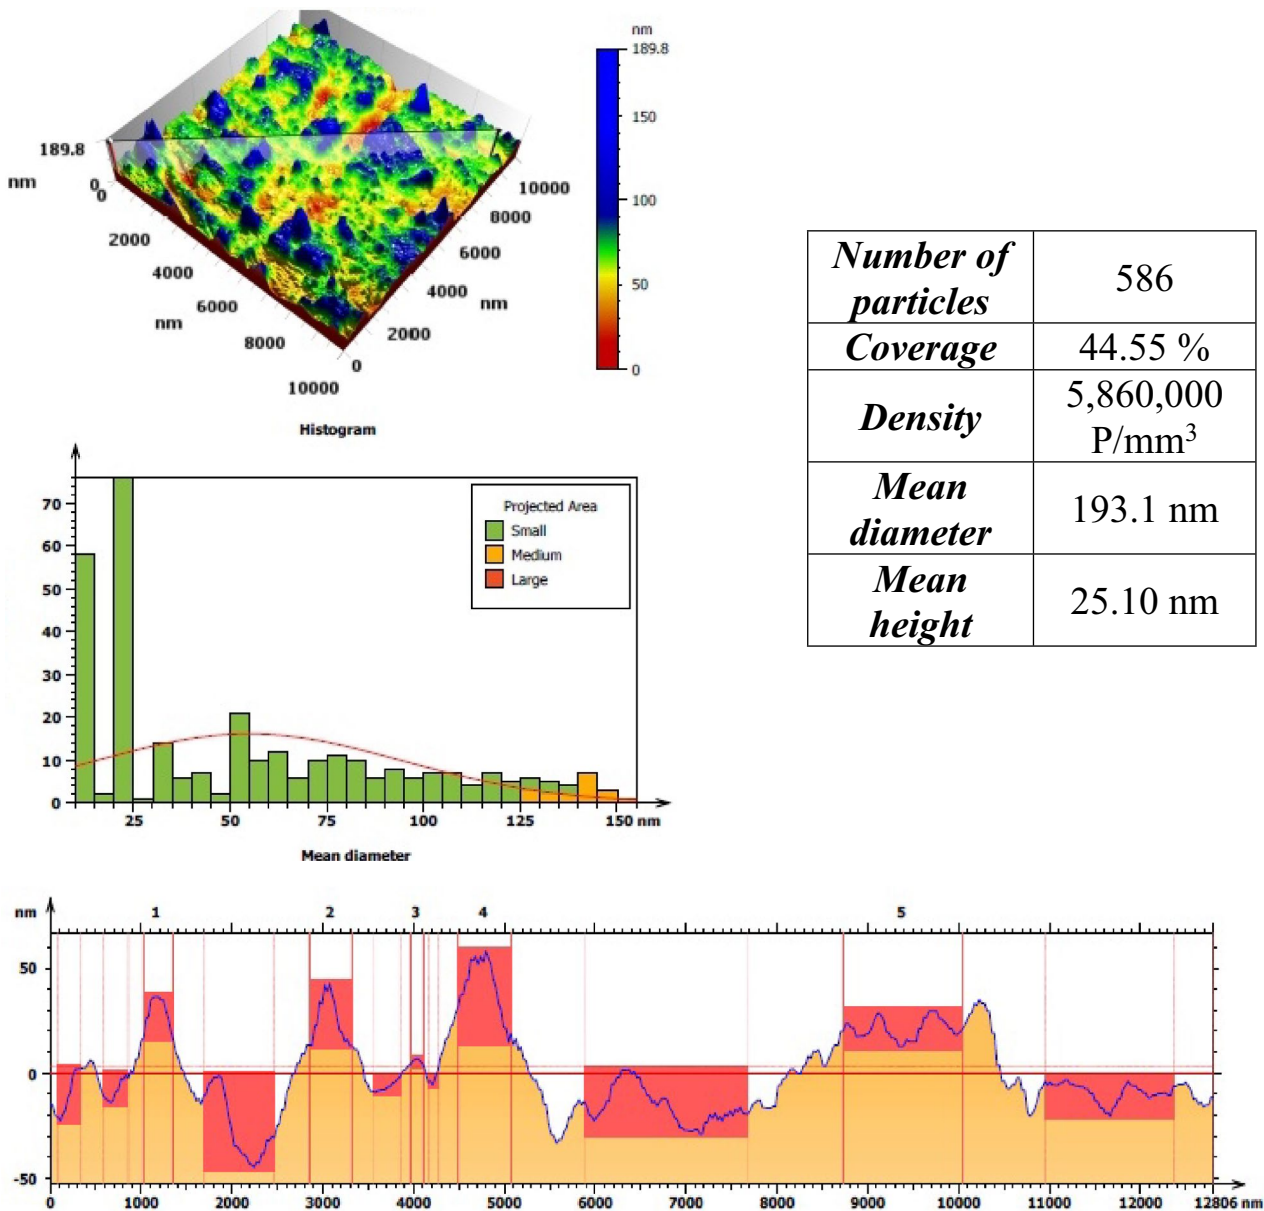 nm
189.8
150
100
50
0
189.8
nm
0
0
2000
4000
6000
nm
8000
10000
0
2000
4000
nm
6000
8000
10000
Number of
particles
586
Coverage
44.55 %
Density
5,860,000
P/mm³
Mean
diameter
193.1 nm
Mean
height
25.10 nm
Histogram
70
60
50
40
30
20
10
0
Projected Area
Small
Medium
Large
25 50 75 100 125 150 nm
Mean diameter
nm 1 2 3 4 5
50
0
-50
0 1000 2000 3000 4000 5000 6000 7000 8000 9000 10000 11000 12000 12806 nm